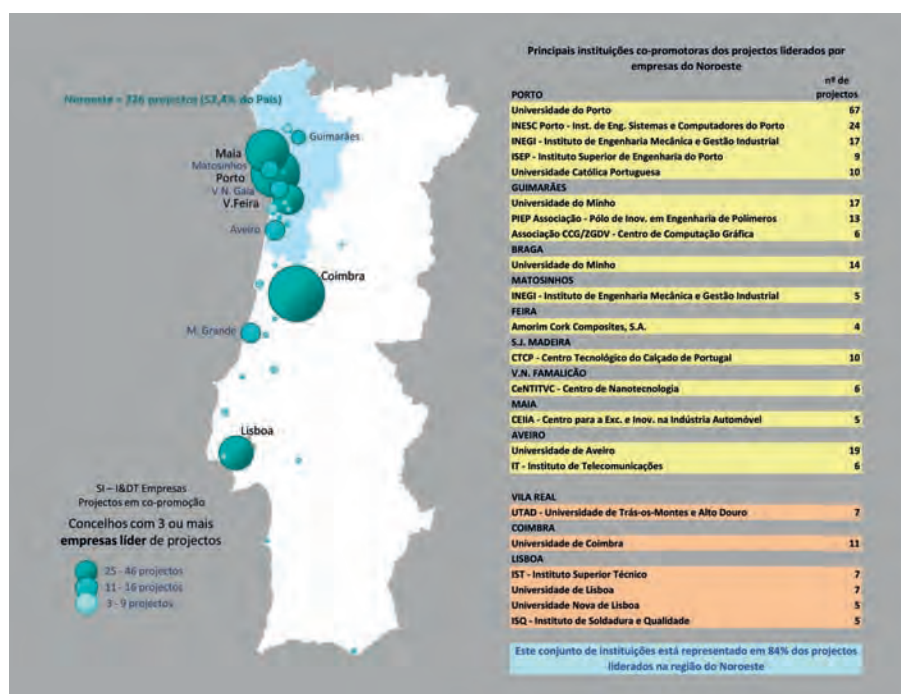 Noroeste = 226 projectos (52,4% do País)
Guimarães
Maia
Matosinhos
Porto
V.N. Gaia
V.Feira
Aveiro
Coimbra
M. Grande
Lisboa
SI – I&DT Empresas
Projectos em co-promoção
Concelhos com 3 ou mais
empresas líder de projectos
25 - 46 projectos
11 - 16 projectos
3 - 9 projectos
Principais instituições co-promotoras dos projectos liderados por
empresas do Noroeste
nº de
PORTO projectos
Universidade do Porto 67
INESC Porto - Inst. de Eng. Sistemas e Computadores do Porto 24
INEGI - Instituto de Engenharia Mecânica e Gestão Industrial 17
ISEP - Instituto Superior de Engenharia do Porto 9
Universidade Católica Portuguesa 10
GUIMARÃES
Universidade do Minho 17
PIEP Associação - Pólo de Inov. em Engenharia de Polímeros 13
Associação CCG/ZGDV - Centro de Computação Gráfica 6
BRAGA
Universidade do Minho 14
MATOSINHOS
INEGI - Instituto de Engenharia Mecânica e Gestão Industrial 5
FEIRA
Amorim Cork Composites, S.A. 4
S.J. MADEIRA
CTCP - Centro Tecnológico do Calçado de Portugal 10
V.N. FAMALICÃO
CeNTITVC - Centro de Nanotecnologia 6
MAIA
CEIIA - Centro para a Exc. e Inov. na Indústria Automóvel 5
AVEIRO
Universidade de Aveiro 19
IT - Instituto de Telecomunicações 6
VILA REAL
UTAD - Universidade de Trás-os-Montes e Alto Douro 7
COIMBRA
Universidade de Coimbra 11
LISBOA
IST - Instituto Superior Técnico 7
Universidade de Lisboa 7
Universidade Nova de Lisboa 5
ISQ - Instituto de Soldadura e Qualidade 5
Este conjunto de instituições está representado em 84% dos projectos
liderados na região do Noroeste